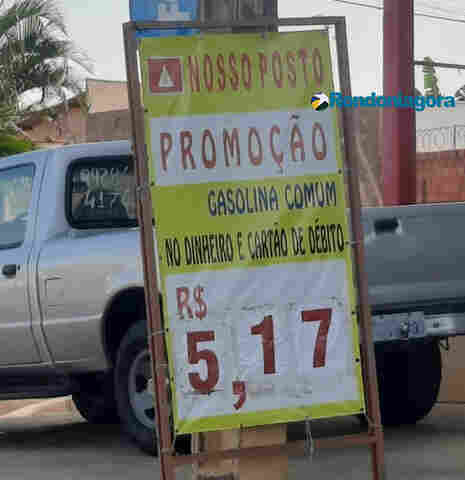 NOSSO POSTO
Rondoniagora
PROMOÇÃO
GASOLINA COMUM
NO DINHEIRO E CARTÃO DE DÉBITO
R$
5,17